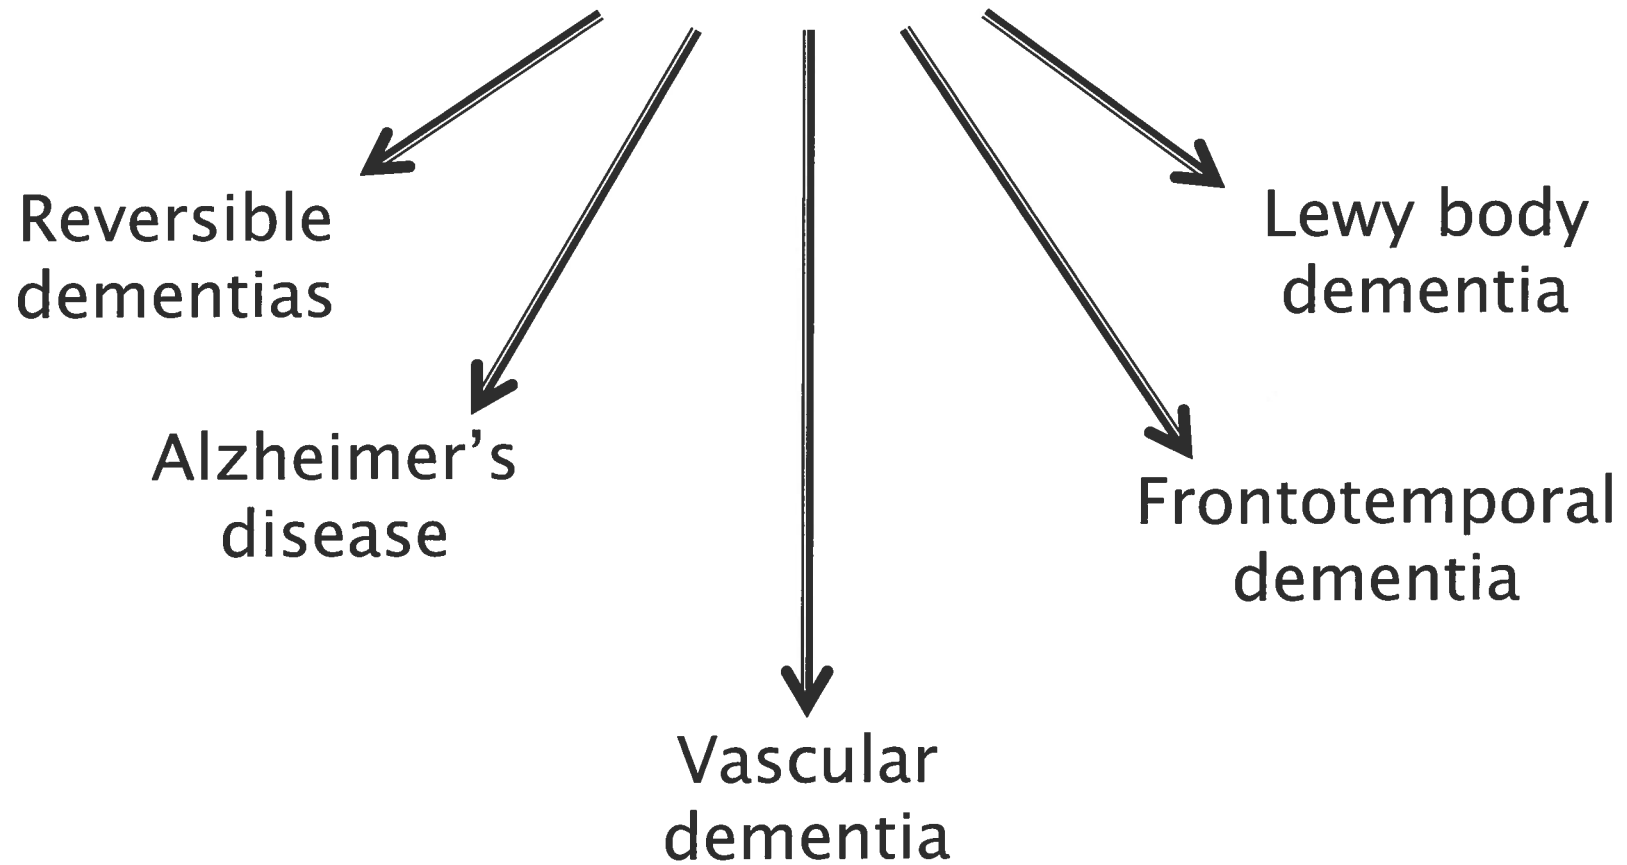 Reversible
dementias
Lewy body
dementia
Alzheimer’s
disease
Frontotemporal
dementia
Vascular
dementia